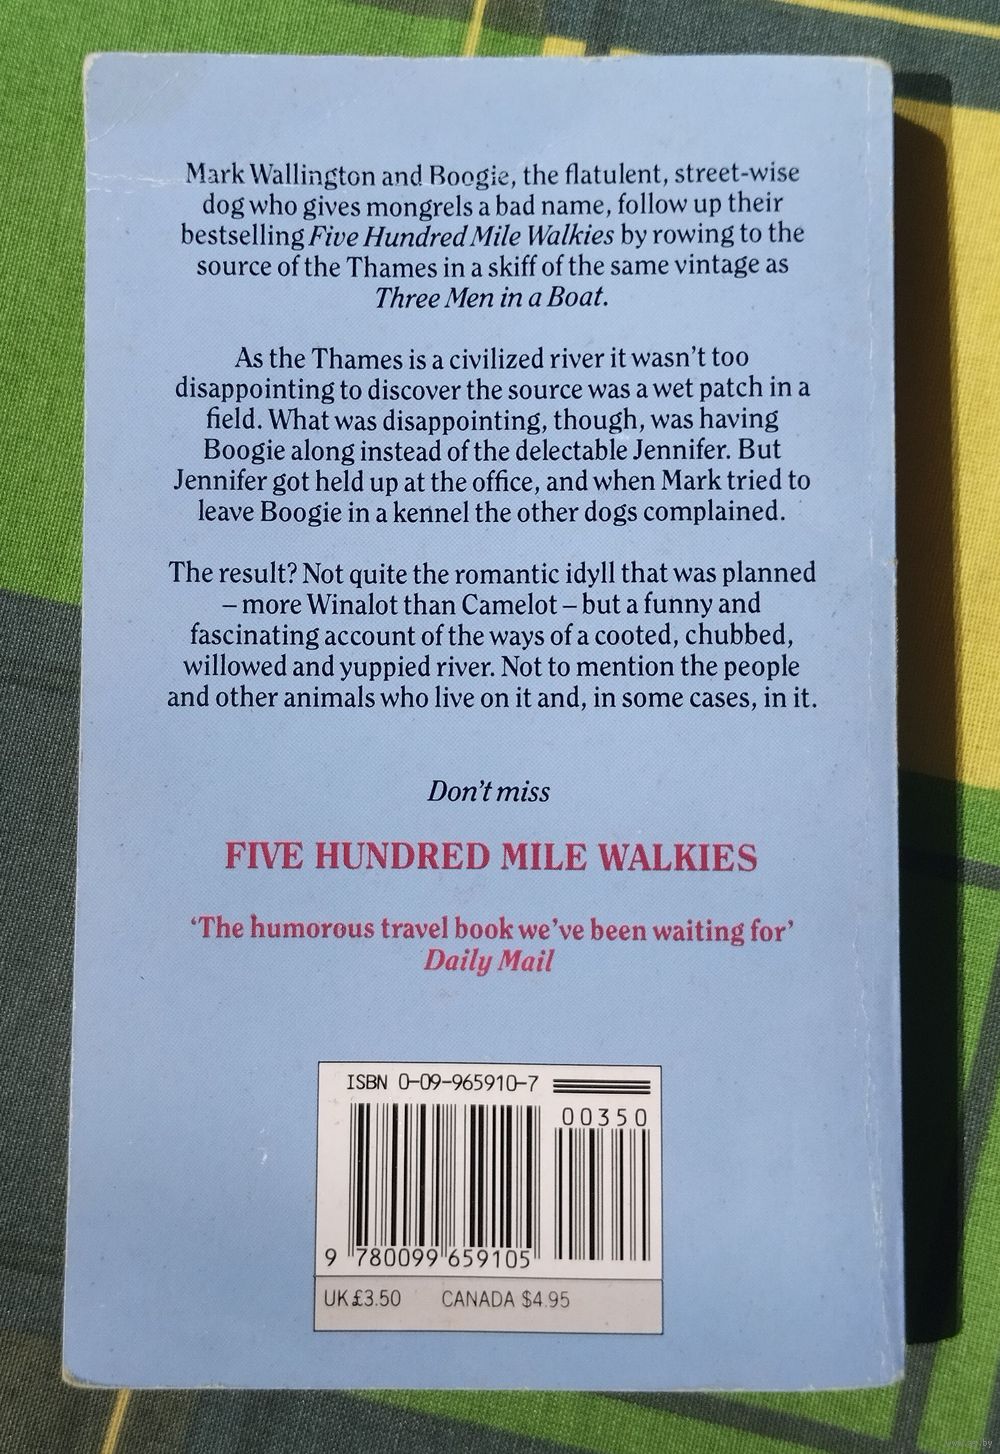 Mark Wallington and Boogie, the flatulent, street-wise
dog who gives mongrels a bad name, follow up their
bestselling Five Hundred Mile Walkies by rowing to the
source of the Thames in a skiff of the same vintage as
Three Men in a Boat.
As the Thames is a civilized river it wasn't too
disappointing to discover the source was a wet patch in a
field. What was disappointing, though, was having
Boogie along instead of the delectable Jennifer. But
Jennifer got held up at the office, and when Mark tried to
leave Boogie in a kennel the other dogs complained.
The result? Not quite the romantic idyll that was planned
– more Winalot than Camelot – but a funny and
fascinating account of the ways of a cooted, chubbed,
willowed and yuppied river. Not to mention the people
and other animals who live on it and, in some cases, in it.
Don't miss
FIVE HUNDRED MILE WALKIES
'The humorous travel book we've been waiting for'
Daily Mail
ISBN 0-09-965910-7
00350
9 780099 659105
UK £3.50 CANADA $4.95